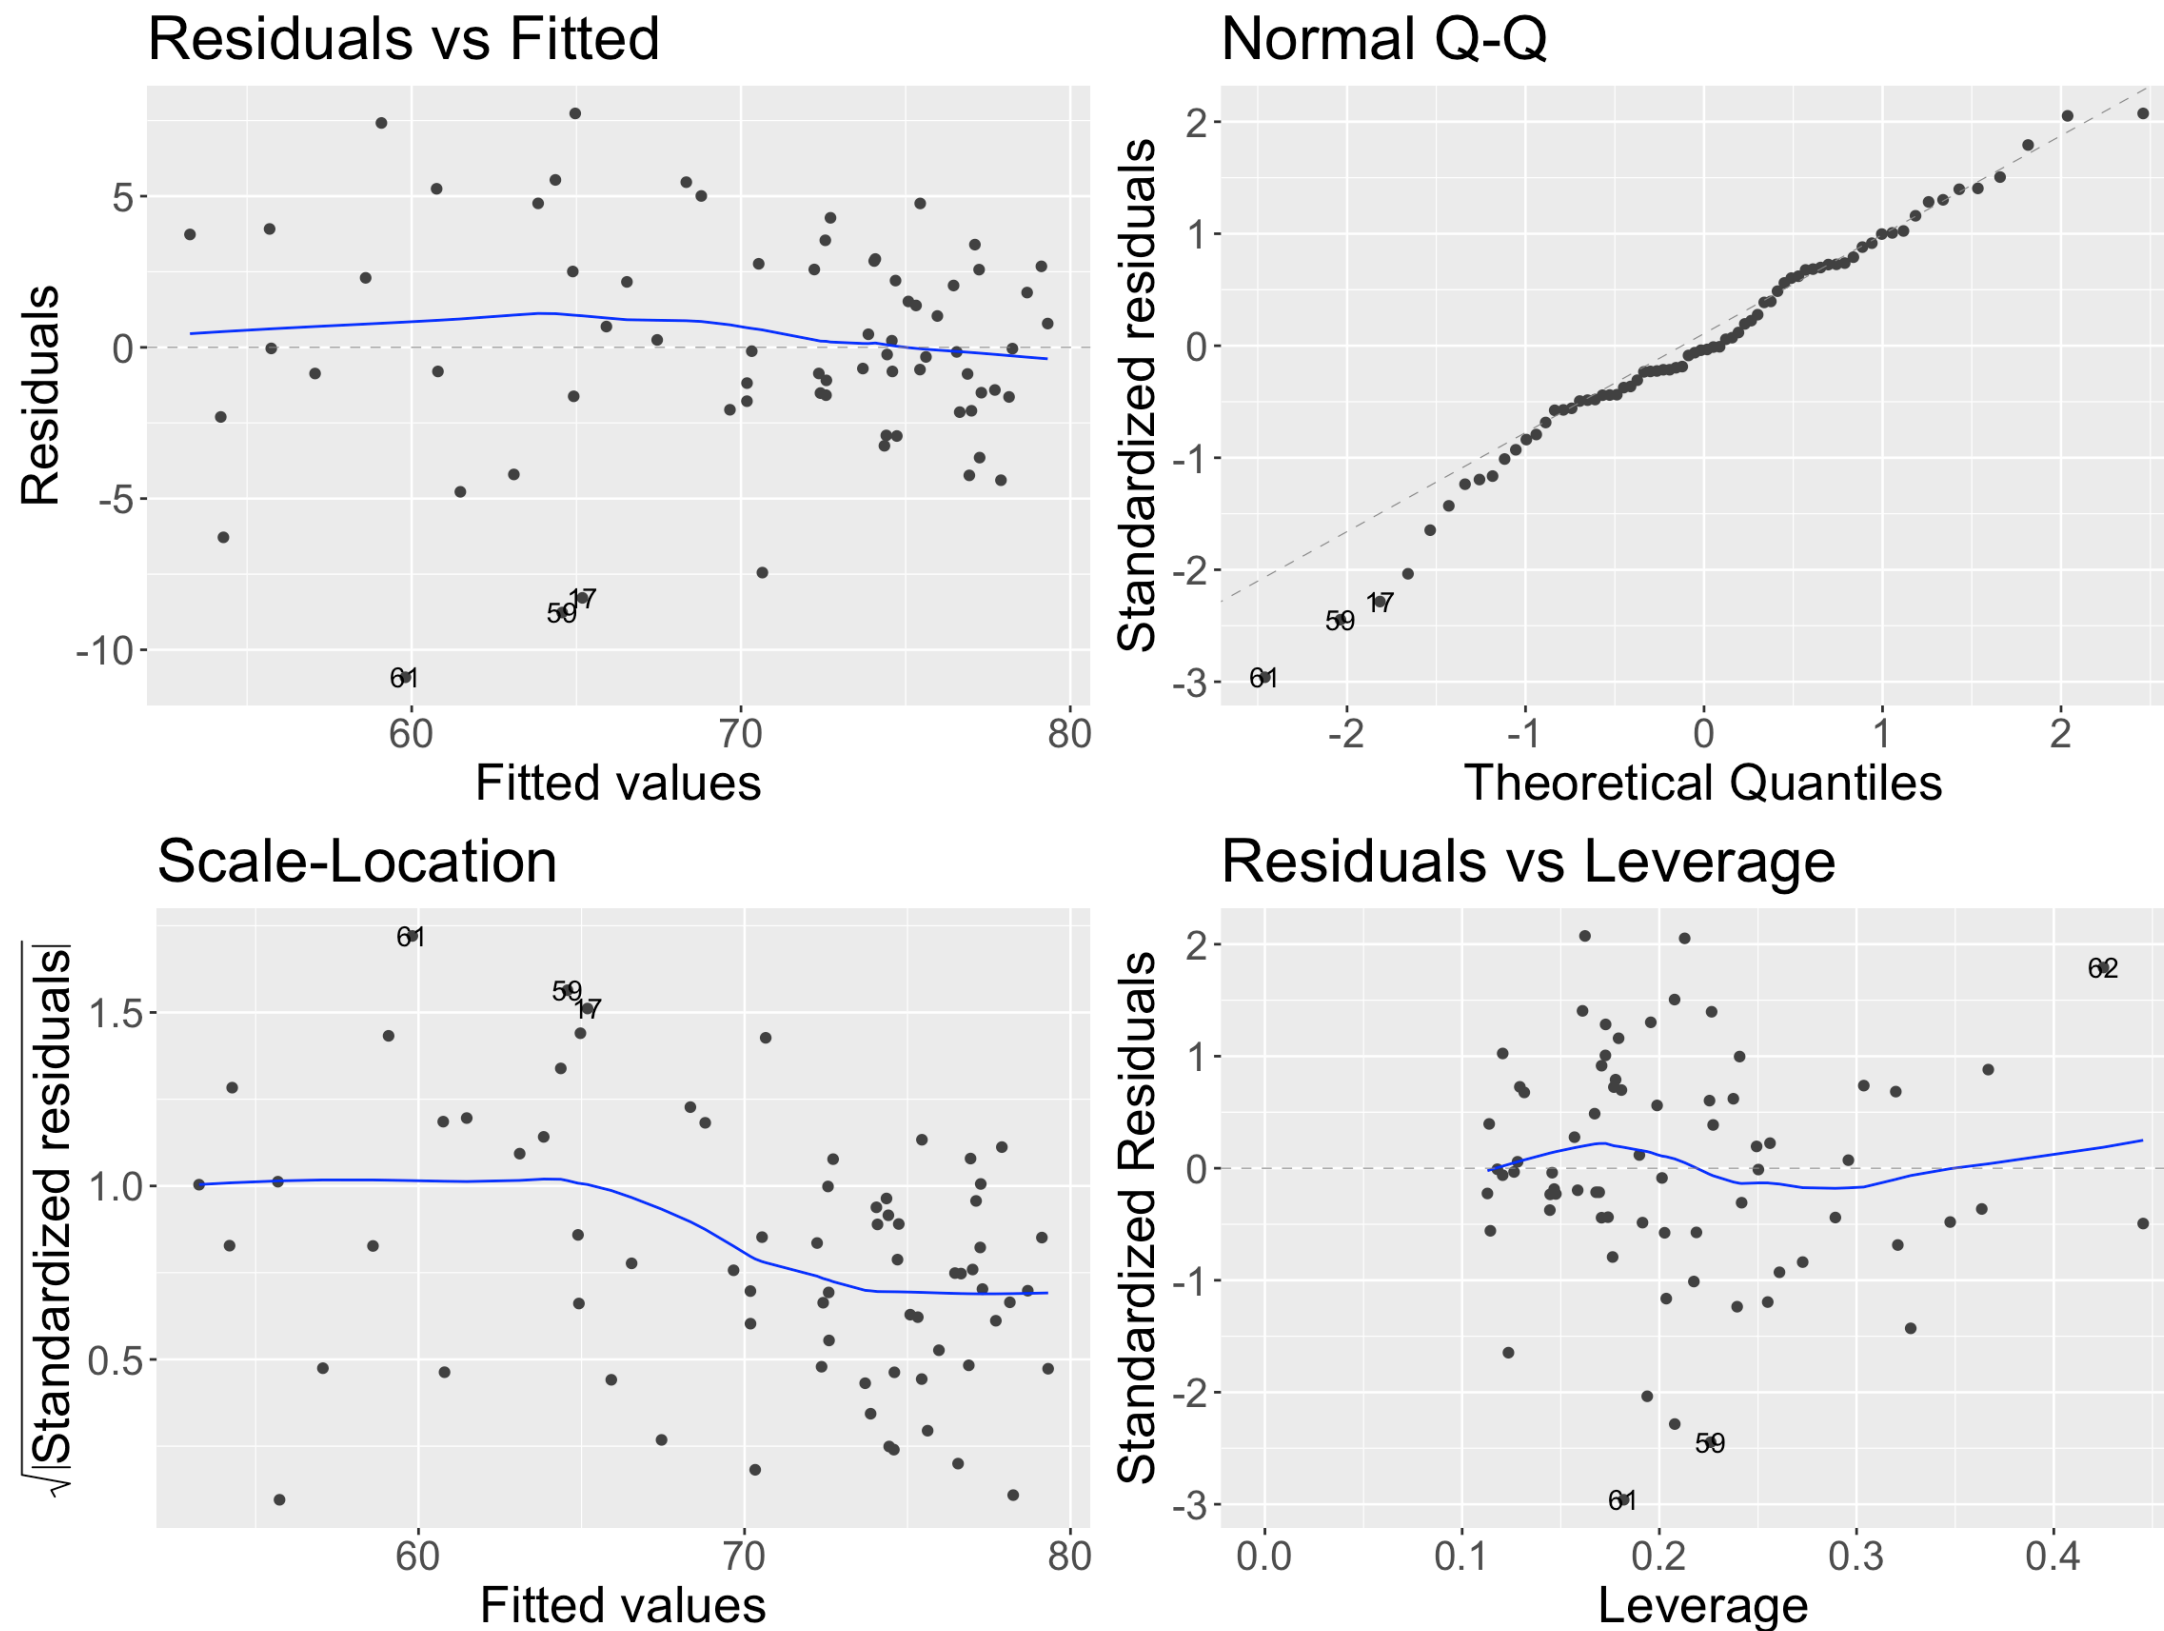 Residuals vs Fitted
Residuals
5
0
-5
-10
17
59
61
60 70 80
Fitted values
Normal Q-Q
Standardized residuals
2
1
0
-1
-2
-3
17
59
61
-2 -1 0 1 2
Theoretical Quantiles
Scale-Location
√|Standardized residuals|
1.5
1.0
0.5
61
59
17
60 70 80
Fitted values
Residuals vs Leverage
Standardized Residuals
2
1
0
-1
-2
-3
62
59
61
0.0 0.1 0.2 0.3 0.4
Leverage